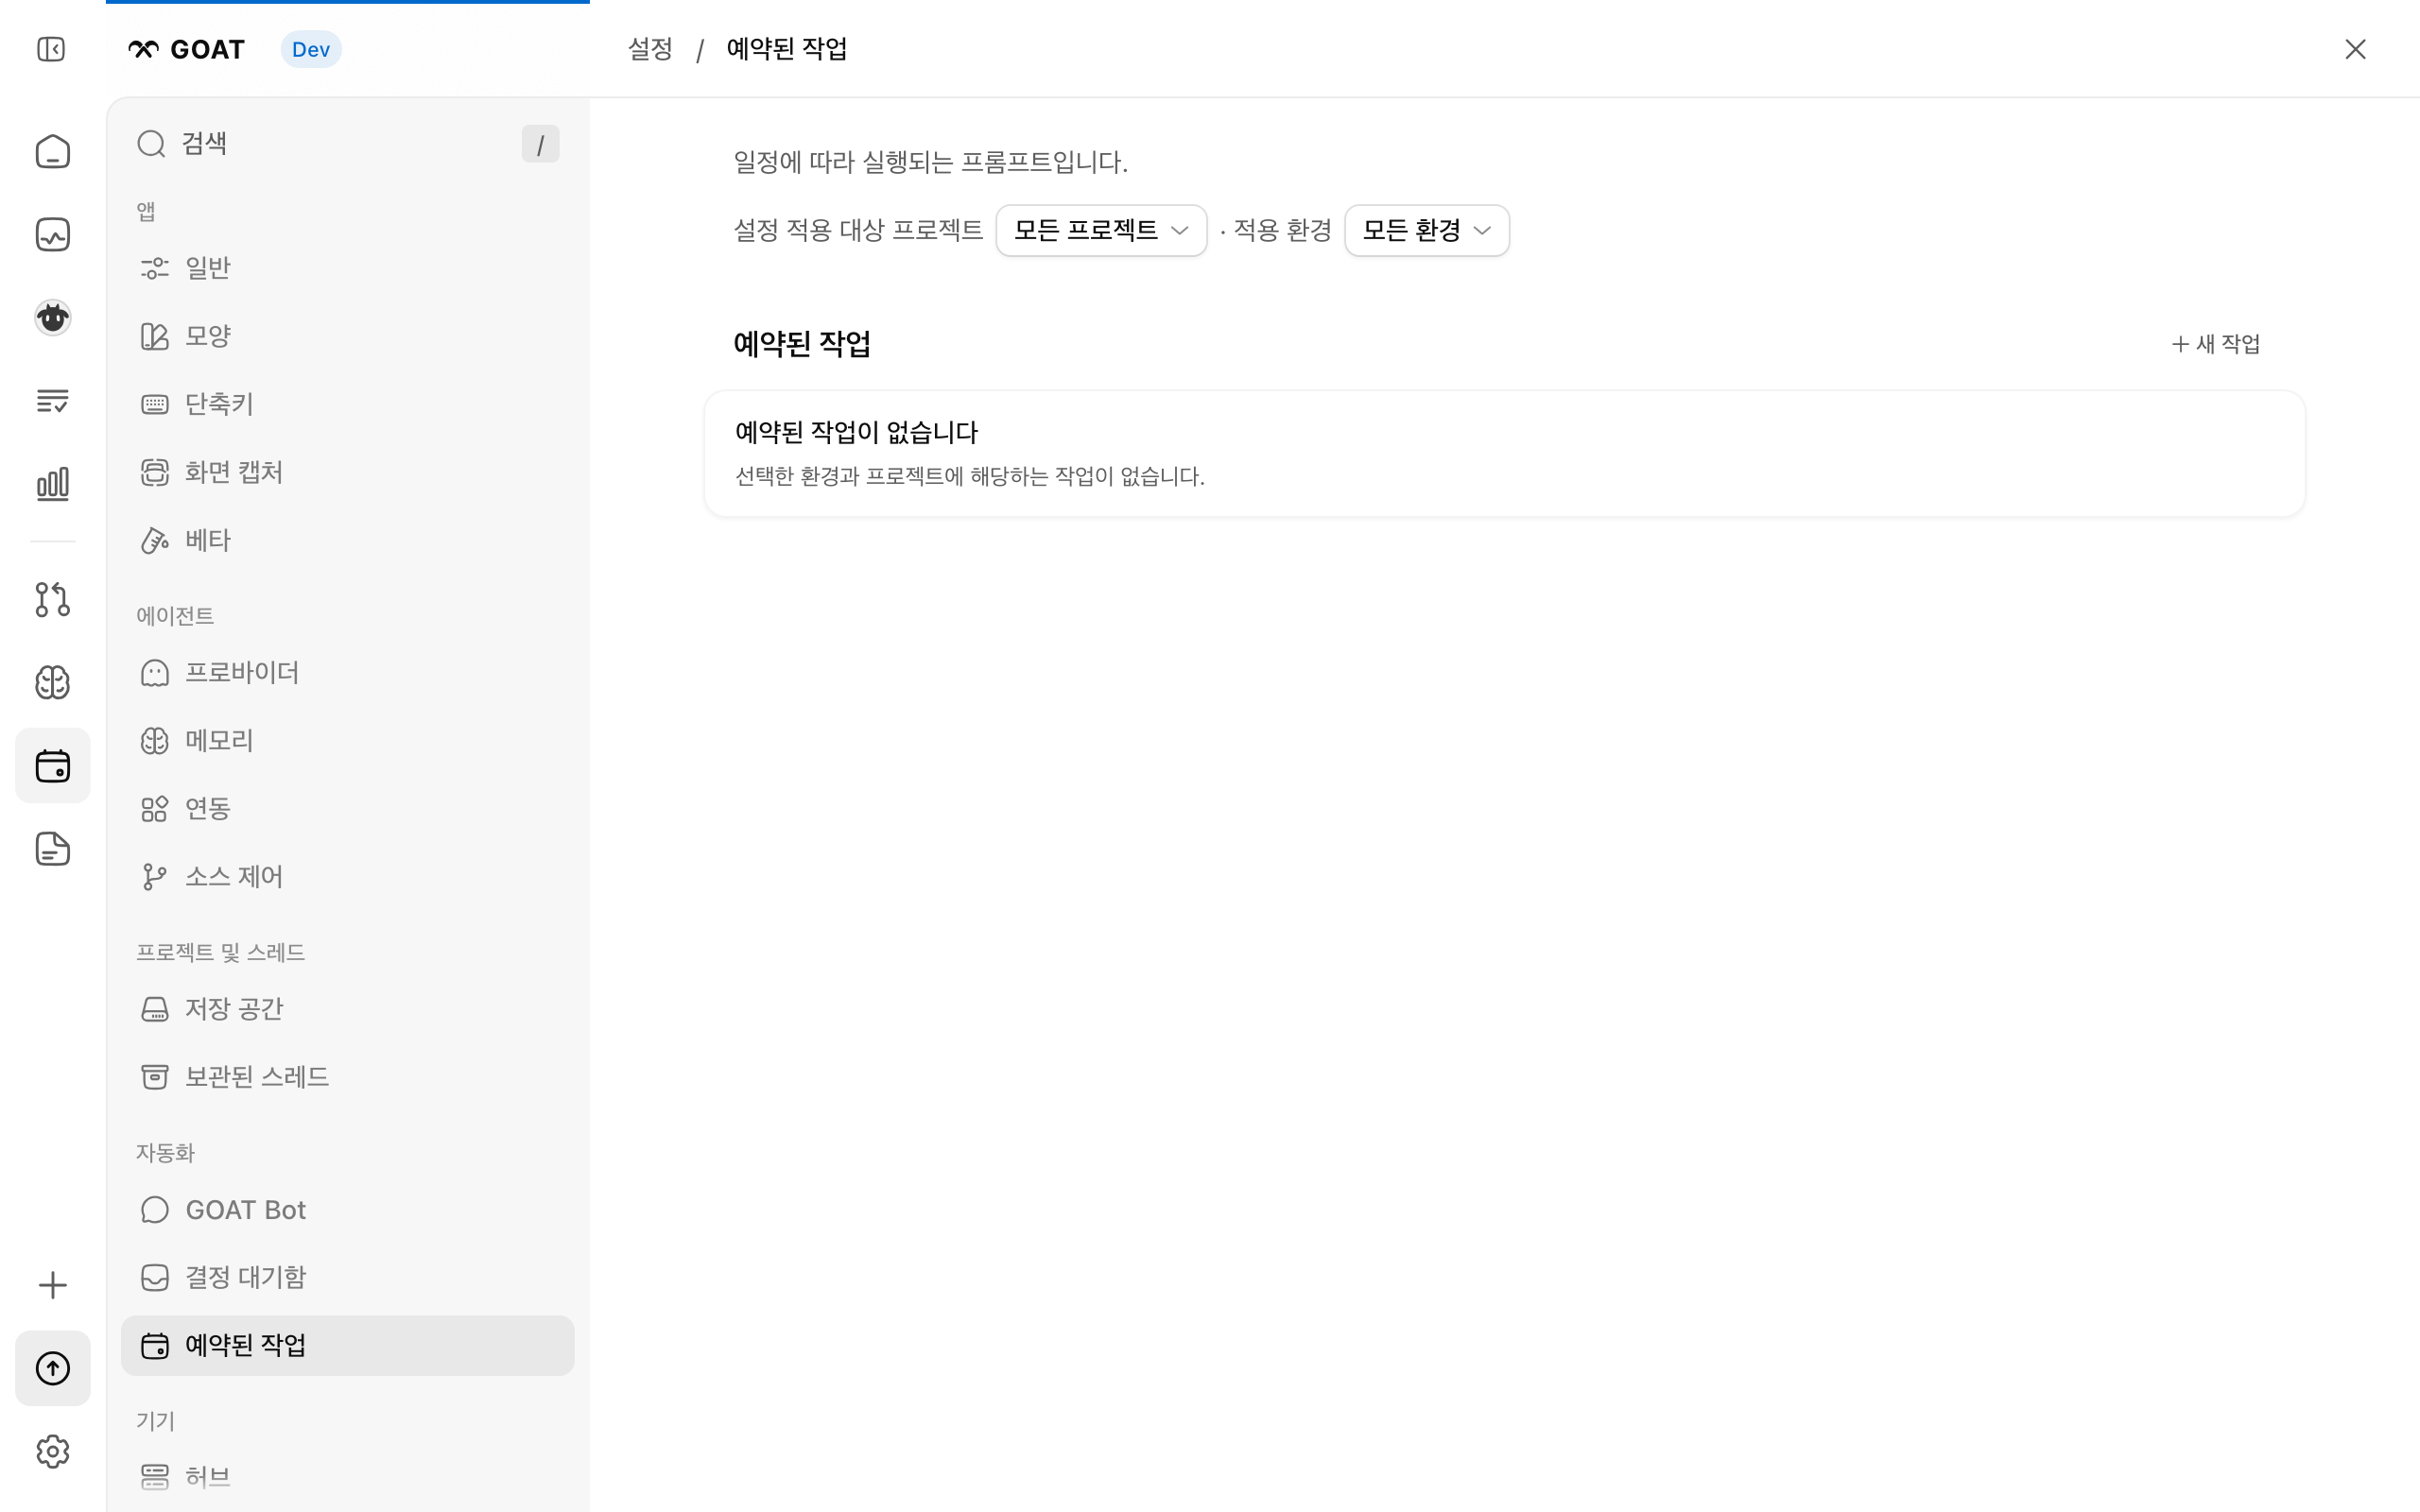 GOAT
Dev
설정 / 예약된 작업
검색
/
앱
일반
모양
단축키
화면 캡처
베타
에이전트
프로바이더
메모리
연동
소스 제어
프로젝트 및 스레드
저장 공간
보관된 스레드
자동화
GOAT Bot
결정 대기함
예약된 작업
기기
허브
일정에 따라 실행되는 프롬프트입니다.
설정 적용 대상 프로젝트 모든 프로젝트 · 적용 환경 모든 환경
예약된 작업
+ 새 작업
예약된 작업이 없습니다
선택한 환경과 프로젝트에 해당하는 작업이 없습니다.